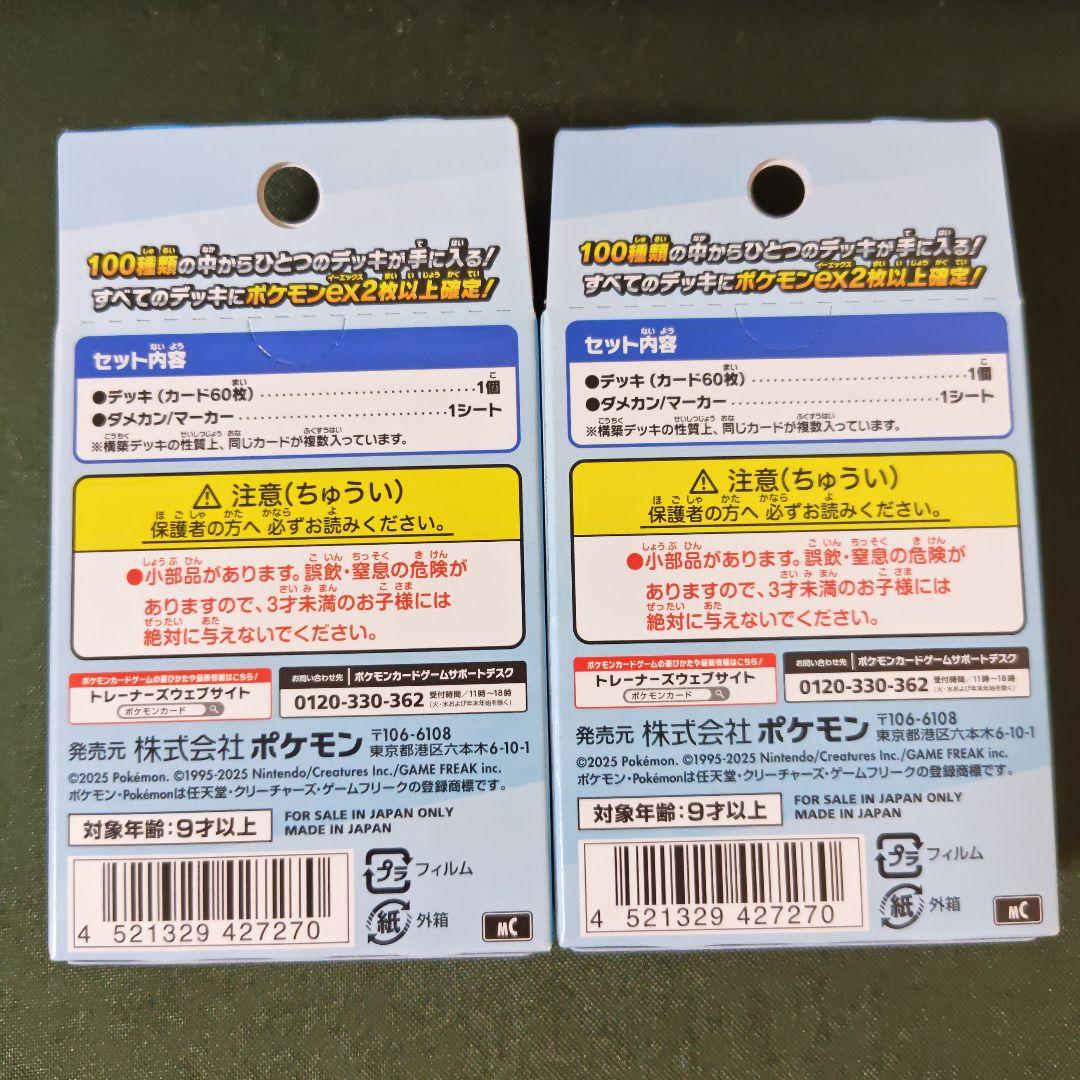 100種類の中からひとつのデッキが手に入る!
すべてのデッキにポケモンex2枚以上確定!
セット内容
●デッキ(カード60枚)....................1個
●ダメカン/マーカー....................1シート
※構築デッキの性質上、同じカードが複数入っています。
⚠ 注意(ちゅうい)
保護者の方へ 必ずお読みください。
●小部品があります。誤飲・窒息の危険が
ありますので、3才未満のお子様には
絶対に与えないでください。
ポケモンカードゲームの遊びかたや最新情報はこちら!
トレーナーズウェブサイト
ポケモンカード
お問い合わせ先 ポケモンカードゲームサポートデスク
0120-330-362 受付時間/11時〜18時
(火・水および年末年始を除く)
発売元 株式会社 ポケモン 〒106-6108
東京都港区六本木6-10-1
©2025 Pokémon. ©1995-2025 Nintendo/Creatures Inc./GAME FREAK inc.
ポケモン・Pokémonは任天堂・クリーチャーズ・ゲームフリークの登録商標です。
対象年齢:9才以上
FOR SALE IN JAPAN ONLY
MADE IN JAPAN
プラ フィルム
紙 外箱
4 521329 427270
MC
100種類の中からひとつのデッキが手に入る!
すべてのデッキにポケモンex2枚以上確定!
セット内容
●デッキ(カード60枚)....................1個
●ダメカン/マーカー....................1シート
※構築デッキの性質上、同じカードが複数入っています。
⚠ 注意(ちゅうい)
保護者の方へ 必ずお読みください。
●小部品があります。誤飲・窒息の危険が
ありますので、3才未満のお子様には
絶対に与えないでください。
ポケモンカードゲームの遊びかたや最新情報はこちら!
トレーナーズウェブサイト
ポケモンカード
お問い合わせ先 ポケモンカードゲームサポートデスク
0120-330-362 受付時間/11時〜18時
(火・水および年末年始を除く)
発売元 株式会社 ポケモン 〒106-6108
東京都港区六本木6-10-1
©2025 Pokémon. ©1995-2025 Nintendo/Creatures Inc./GAME FREAK inc.
ポケモン・Pokémonは任天堂・クリーチャーズ・ゲームフリークの登録商標です。
対象年齢:9才以上
FOR SALE IN JAPAN ONLY
MADE IN JAPAN
プラ フィルム
紙 外箱
4 521329 427270
MC